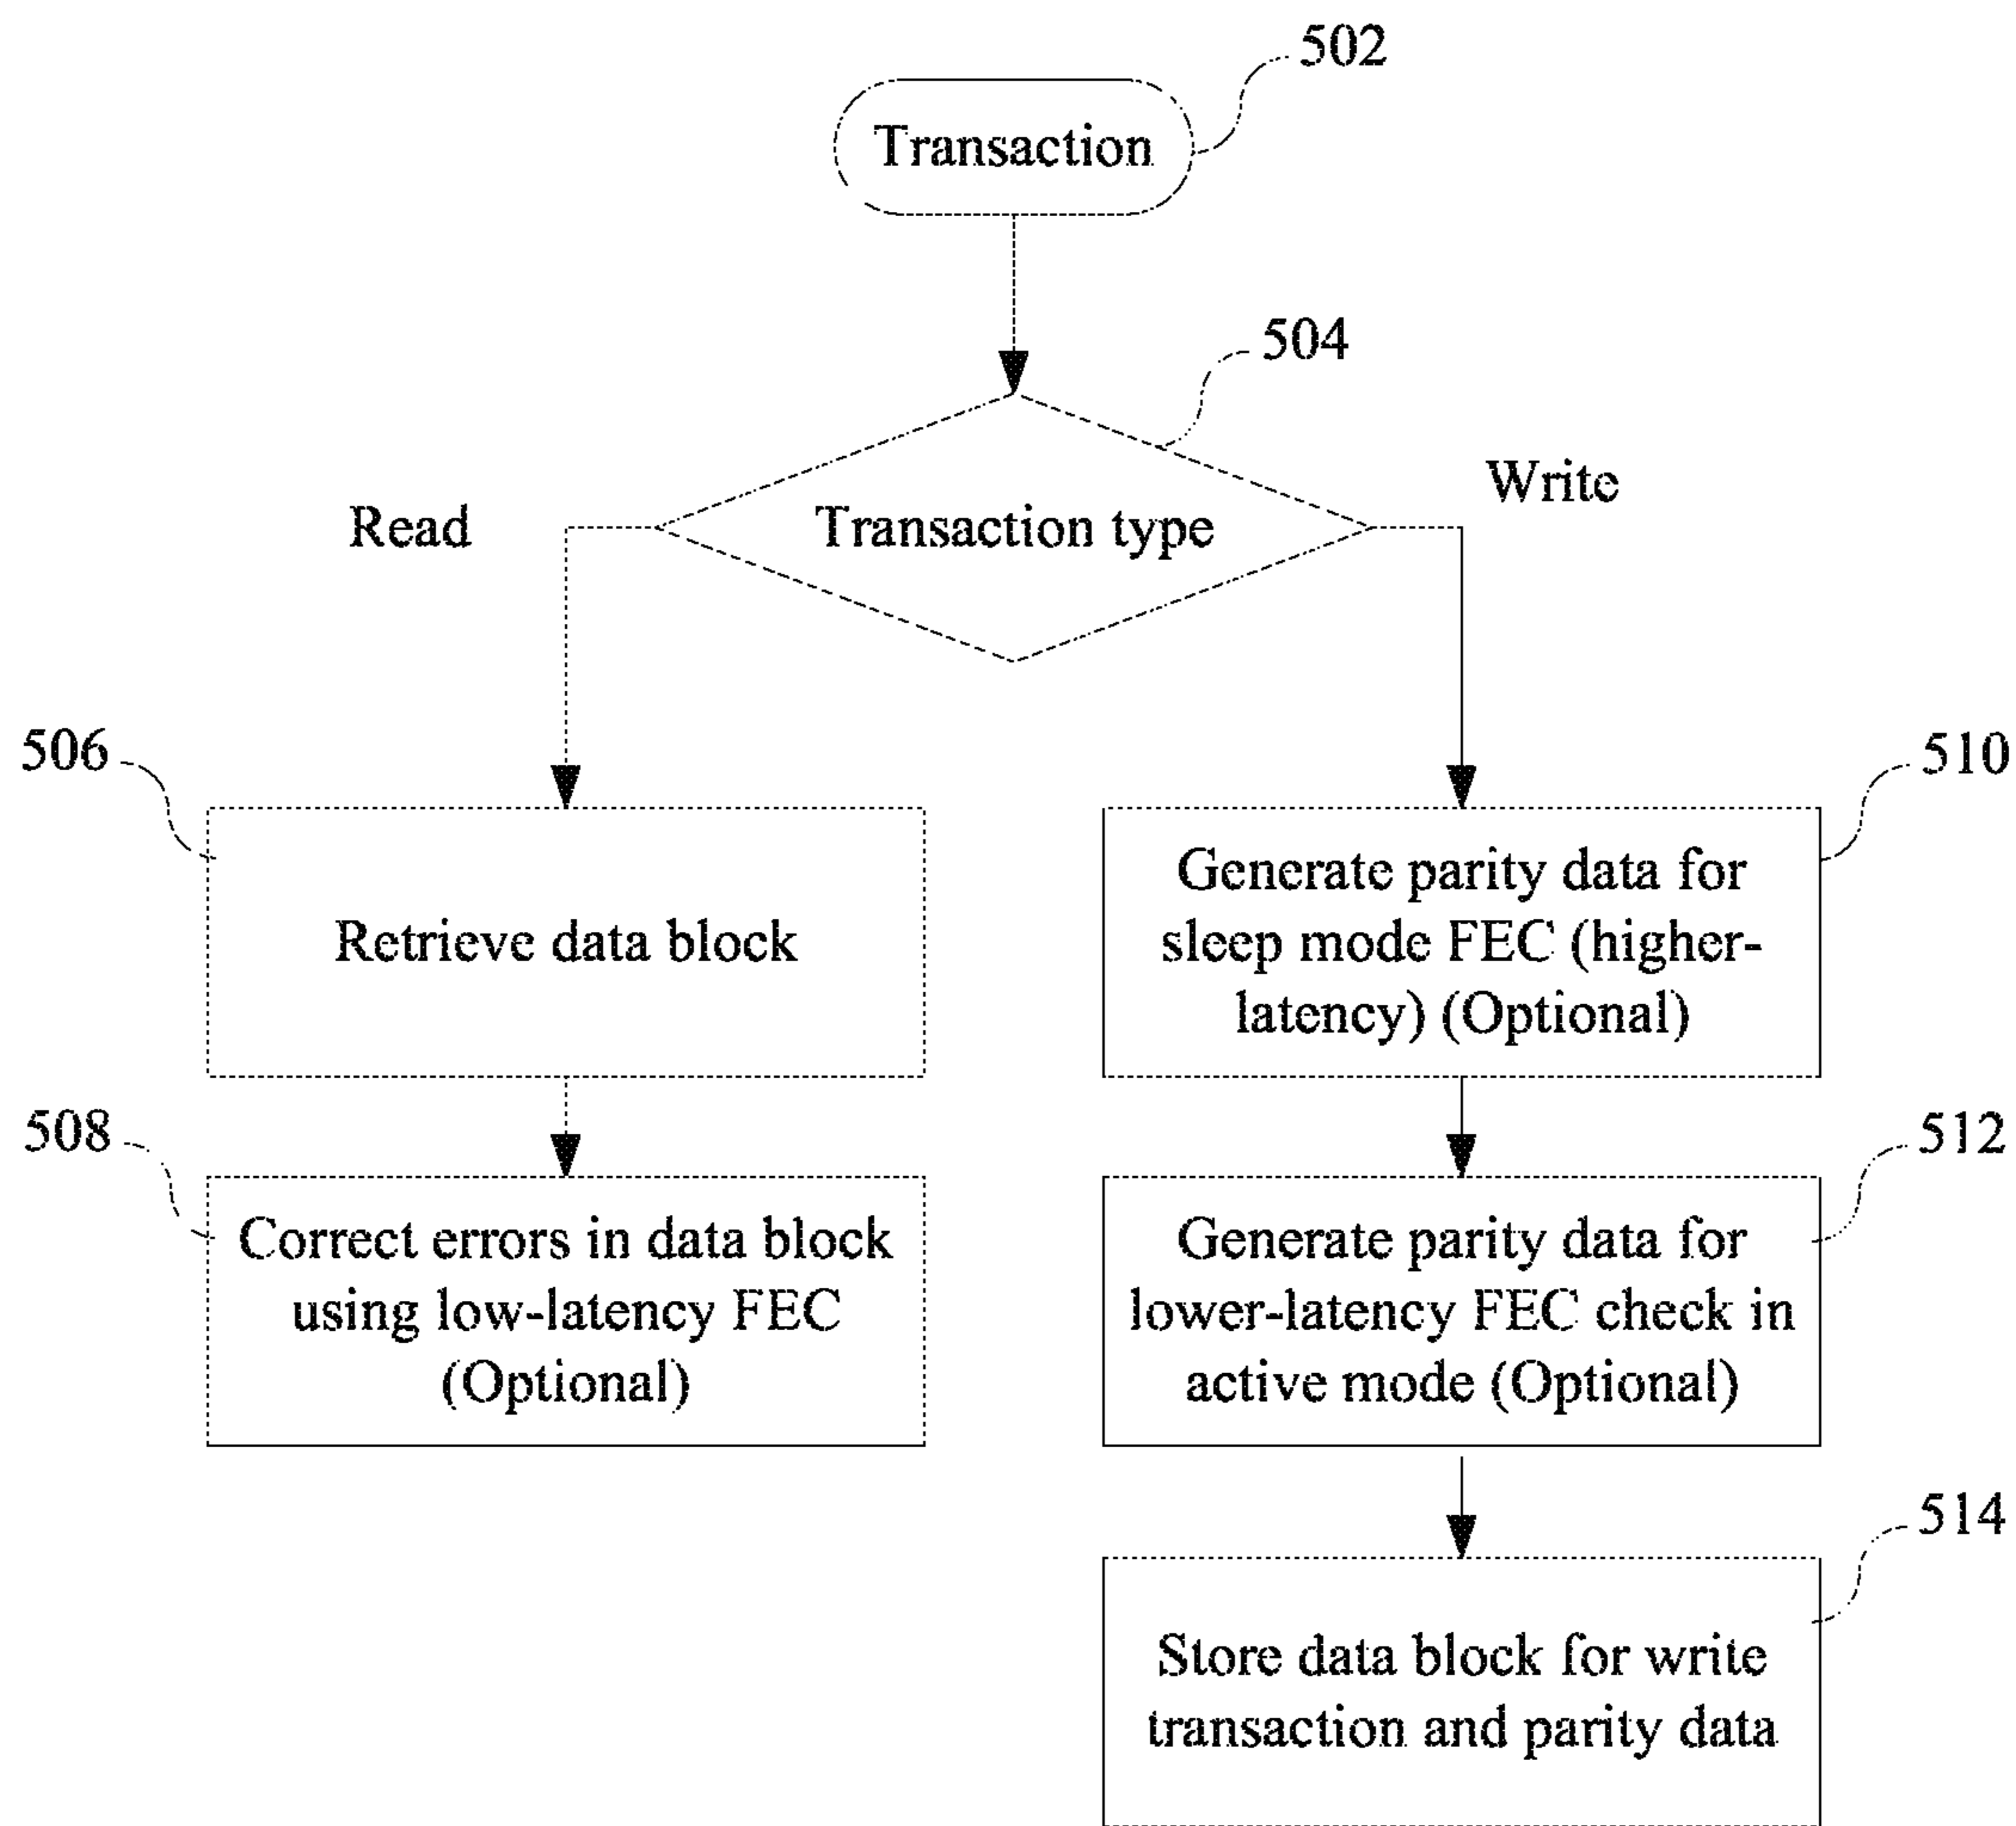 502
Transaction
504
Read
Transaction type
Write
506
Retrieve data block
510
Generate parity data for
sleep mode FEC (higher-
latency) (Optional)
508
Correct errors in data block
using low-latency FEC
(Optional)
512
Generate parity data for
lower-latency FEC check in
active mode (Optional)
514
Store data block for write
transaction and parity data